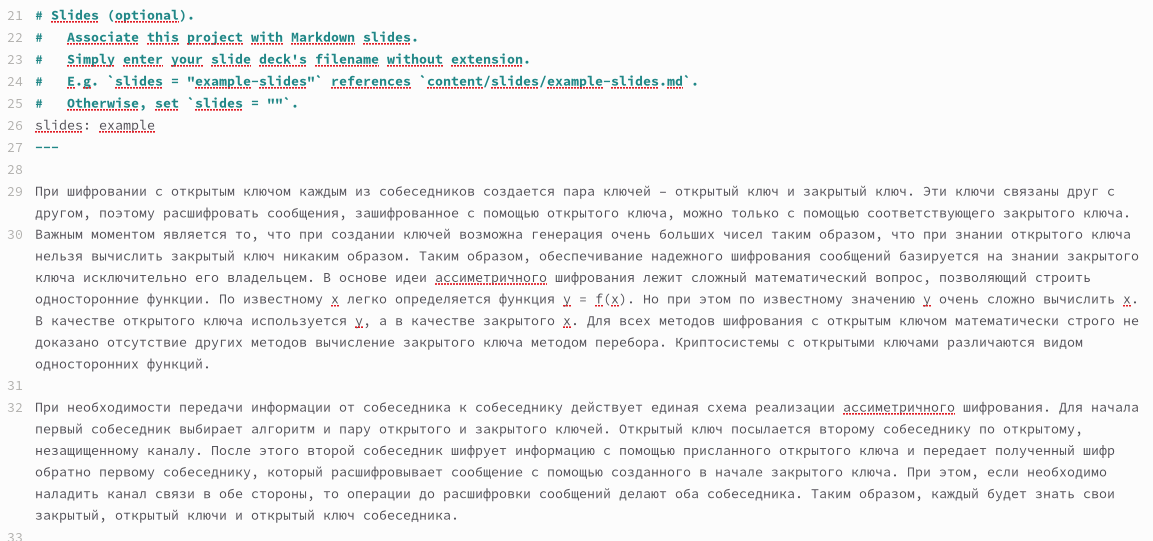 21 # Slides (optional).
22 #   Associate this project with Markdown slides.
23 #   Simply enter your slide deck's filename without extension.
24 #   E.g. `slides = "example-slides"` references `content/slides/example-slides.md`.
25 #   Otherwise, set `slides = ""`.
26 slides: example
27 ---
28
29 При шифровании с открытым ключом каждым из собеседников создается пара ключей – открытый ключ и закрытый ключ. Эти ключи связаны друг с
другом, поэтому расшифровать сообщения, зашифрованное с помощью открытого ключа, можно только с помощью соответствующего закрытого ключа.
30 Важным моментом является то, что при создании ключей возможна генерация очень больших чисел таким образом, что при знании открытого ключа
нельзя вычислить закрытый ключ никаким образом. Таким образом, обеспечивание надежного шифрования сообщений базируется на знании закрытого
ключа исключительно его владельцем. В основе идеи ассиметричного шифрования лежит сложный математический вопрос, позволяющий строить
односторонние функции. По известному x легко определяется функция y = f(x). Но при этом по известному значению y очень сложно вычислить x.
В качестве открытого ключа используется y, а в качестве закрытого x. Для всех методов шифрования с открытым ключом математически строго не
доказано отсутствие других методов вычисление закрытого ключа методом перебора. Криптосистемы с открытыми ключами различаются видом
односторонних функций.
31
32 При необходимости передачи информации от собеседника к собеседнику действует единая схема реализации ассиметричного шифрования. Для начала
первый собеседник выбирает алгоритм и пару открытого и закрытого ключей. Открытый ключ посылается второму собеседнику по открытому,
незащищенному каналу. После этого второй собеседник шифрует информацию с помощью присланного открытого ключа и передает полученный шифр
обратно первому собеседнику, который расшифровывает сообщение с помощью созданного в начале закрытого ключа. При этом, если необходимо
наладить канал связи в обе стороны, то операции до расшифровки сообщений делают оба собеседника. Таким образом, каждый будет знать свои
закрытый, открытый ключи и открытый ключ собеседника.
33